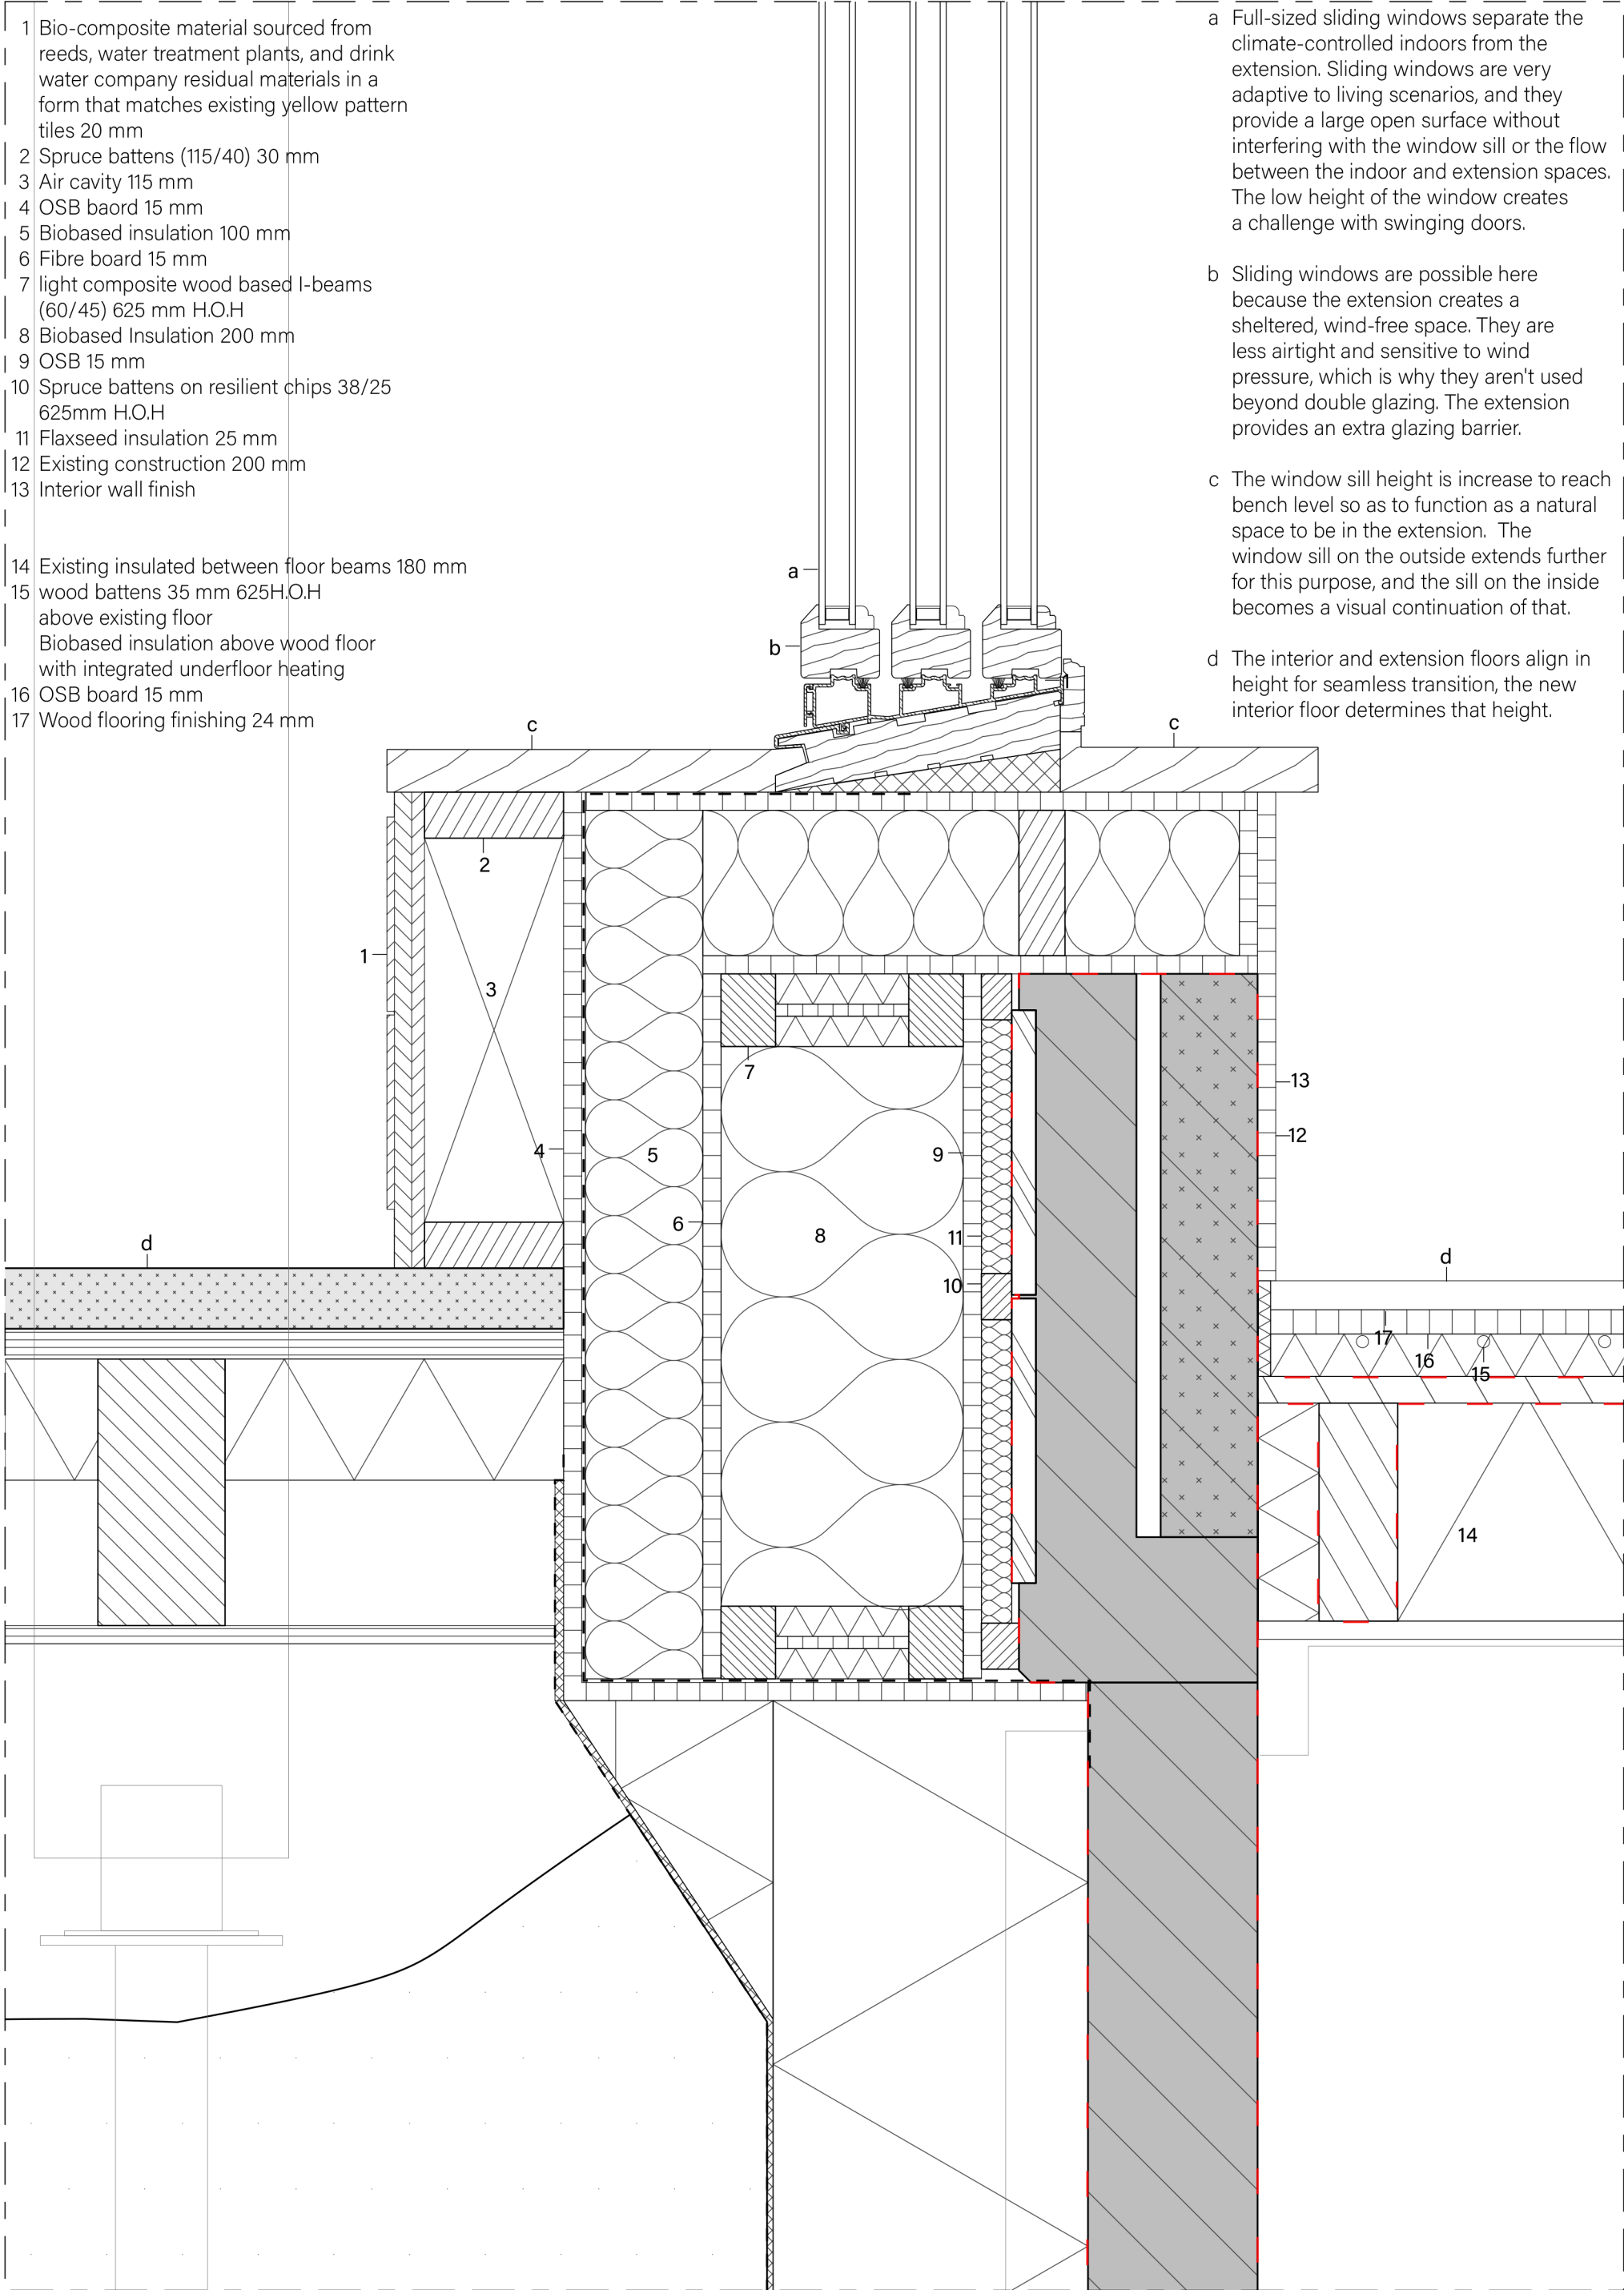 1 Bio-composite material sourced from
reeds, water treatment plants, and drink
water company residual materials in a
form that matches existing yellow pattern
tiles 20 mm
2 Spruce battens (115/40) 30 mm
3 Air cavity 115 mm
4 OSB baord 15 mm
5 Biobased insulation 100 mm
6 Fibre board 15 mm
7 light composite wood based I-beams
(60/45) 625 mm H.O.H
8 Biobased Insulation 200 mm
9 OSB 15 mm
10 Spruce battens on resilient chips 38/25
625mm H.O.H
11 Flaxseed insulation 25 mm
12 Existing construction 200 mm
13 Interior wall finish
14 Existing insulated between floor beams 180 mm
15 wood battens 35 mm 625H.O.H
above existing floor
Biobased insulation above wood floor
with integrated underfloor heating
16 OSB board 15 mm
17 Wood flooring finishing 24 mm
a Full-sized sliding windows separate the
climate-controlled indoors from the
extension. Sliding windows are very
adaptive to living scenarios, and they
provide a large open surface without
interfering with the window sill or the flow
between the indoor and extension spaces.
The low height of the window creates
a challenge with swinging doors.
b Sliding windows are possible here
because the extension creates a
sheltered, wind-free space. They are
less airtight and sensitive to wind
pressure, which is why they aren't used
beyond double glazing. The extension
provides an extra glazing barrier.
c The window sill height is increase to reach
bench level so as to function as a natural
space to be in the extension. The
window sill on the outside extends further
for this purpose, and the sill on the inside
becomes a visual continuation of that.
d The interior and extension floors align in
height for seamless transition, the new
interior floor determines that height.
a
b
c
c
2
1
3
7
13
12
4
5
9
6
8
11
d
d
10
17
16
15
14